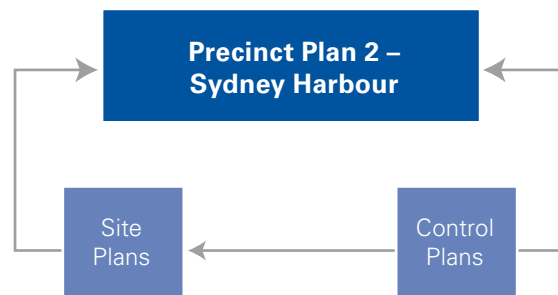 Precinct Plan 2 –
Sydney Harbour
Site
Plans
Control
Plans